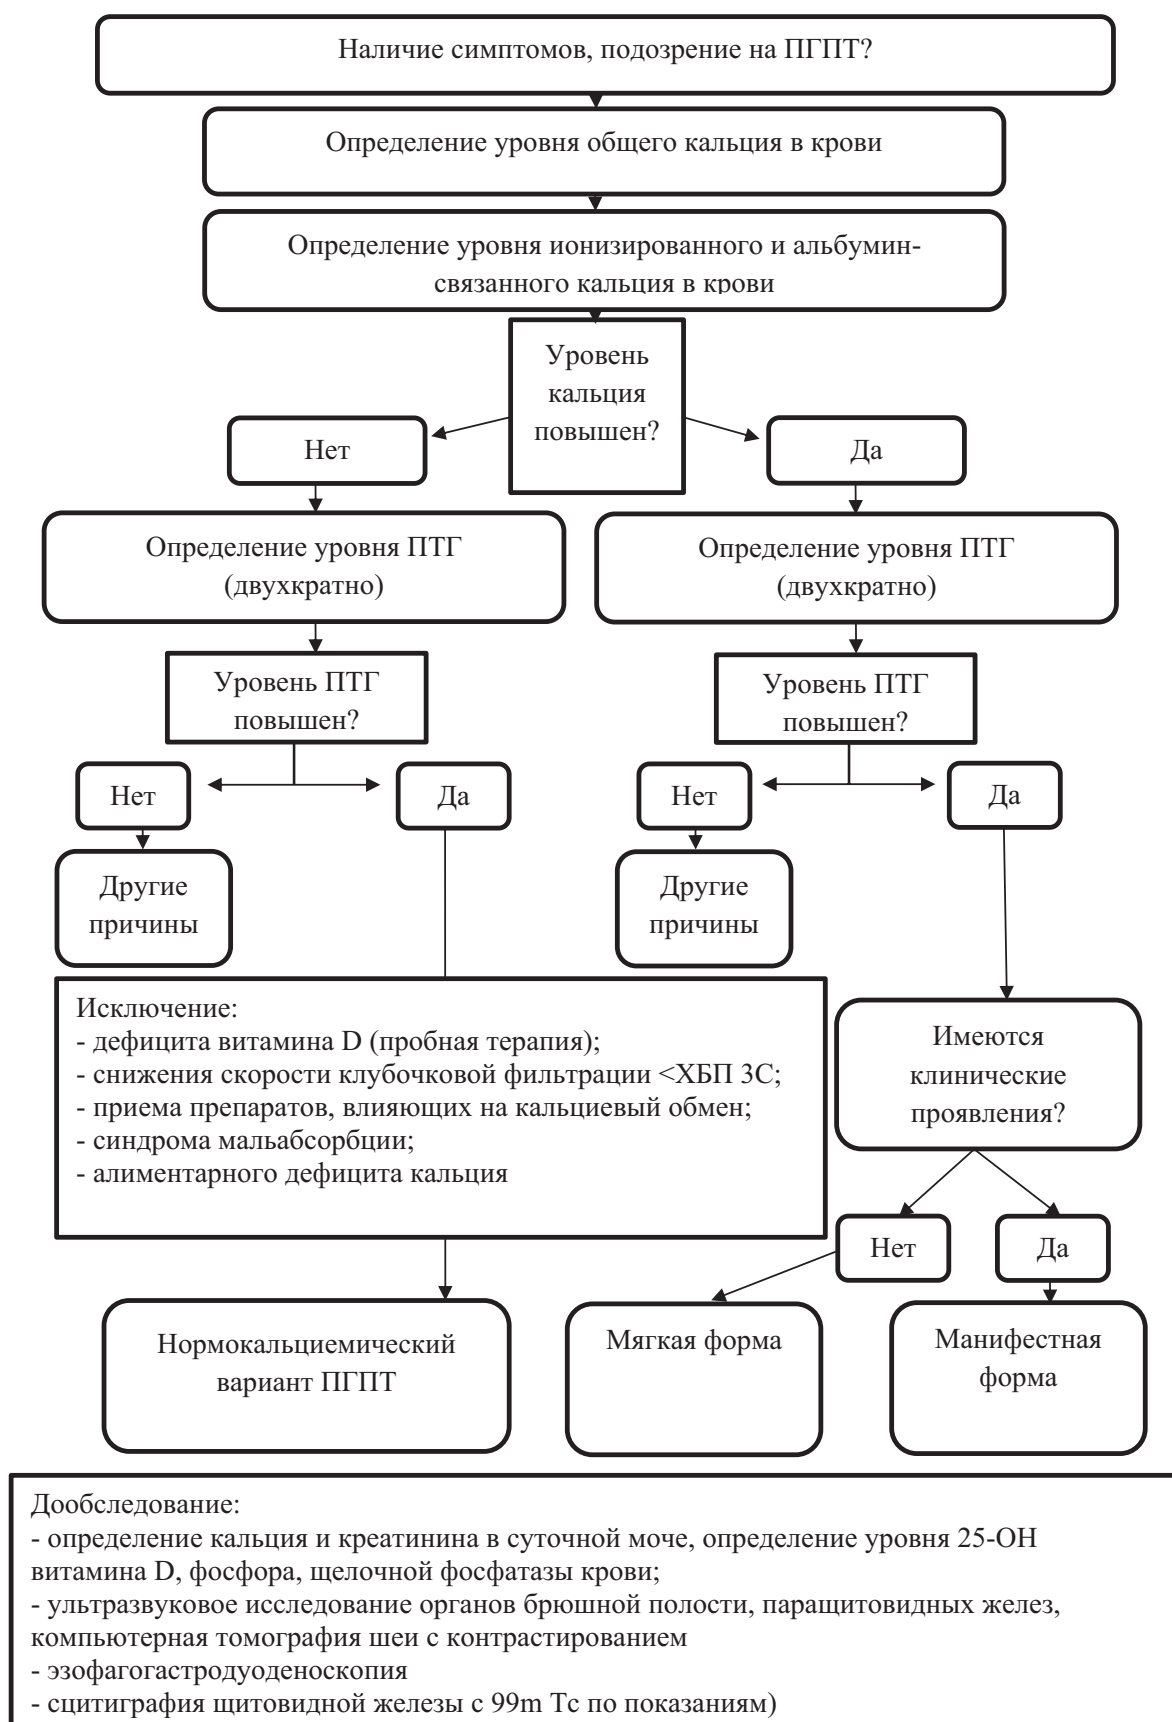 Наличие симптомов, подозрение на ПГПТ?
Определение уровня общего кальция в крови
Определение уровня ионизированного и альбумин-
связанного кальция в крови
Уровень
кальция
повышен?
Нет
Да
Определение уровня ПТГ
(двухкратно)
Определение уровня ПТГ
(двухкратно)
Уровень ПТГ
повышен?
Уровень ПТГ
повышен?
Нет
Да
Нет
Да
Другие
причины
Другие
причины
Исключение:
- дефицита витамина D (пробная терапия);
- снижения скорости клубочковой фильтрации <ХБП 3С;
- приема препаратов, влияющих на кальциевый обмен;
- синдрома мальабсорбции;
- алиментарного дефицита кальция
Имеются
клинические
проявления?
Нет
Да
Нормокальциемический
вариант ПГПТ
Мягкая форма
Манифестная
форма
Дообследование:
- определение кальция и креатинина в суточной моче, определение уровня 25-ОН
витамина D, фосфора, щелочной фосфатазы крови;
- ультразвуковое исследование органов брюшной полости, паращитовидных желез,
компьютерная томография шеи с контрастированием
- эзофагогастродуоденоскопия
- сцитиграфия щитовидной железы с 99m Тс по показаниям)